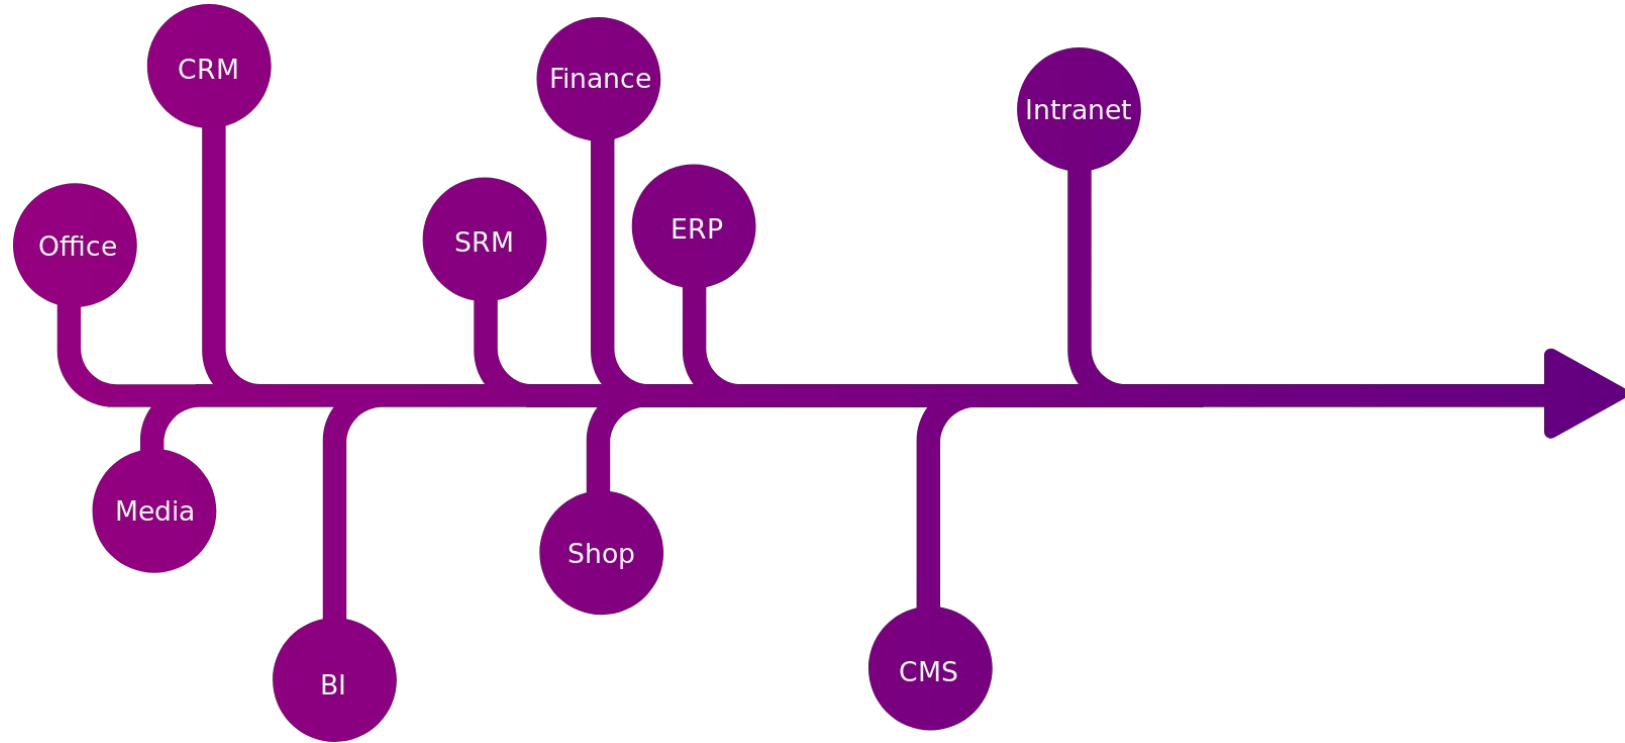 CRM
Finance
Intranet
Office
SRM
ERP
Media
Shop
BI
CMS